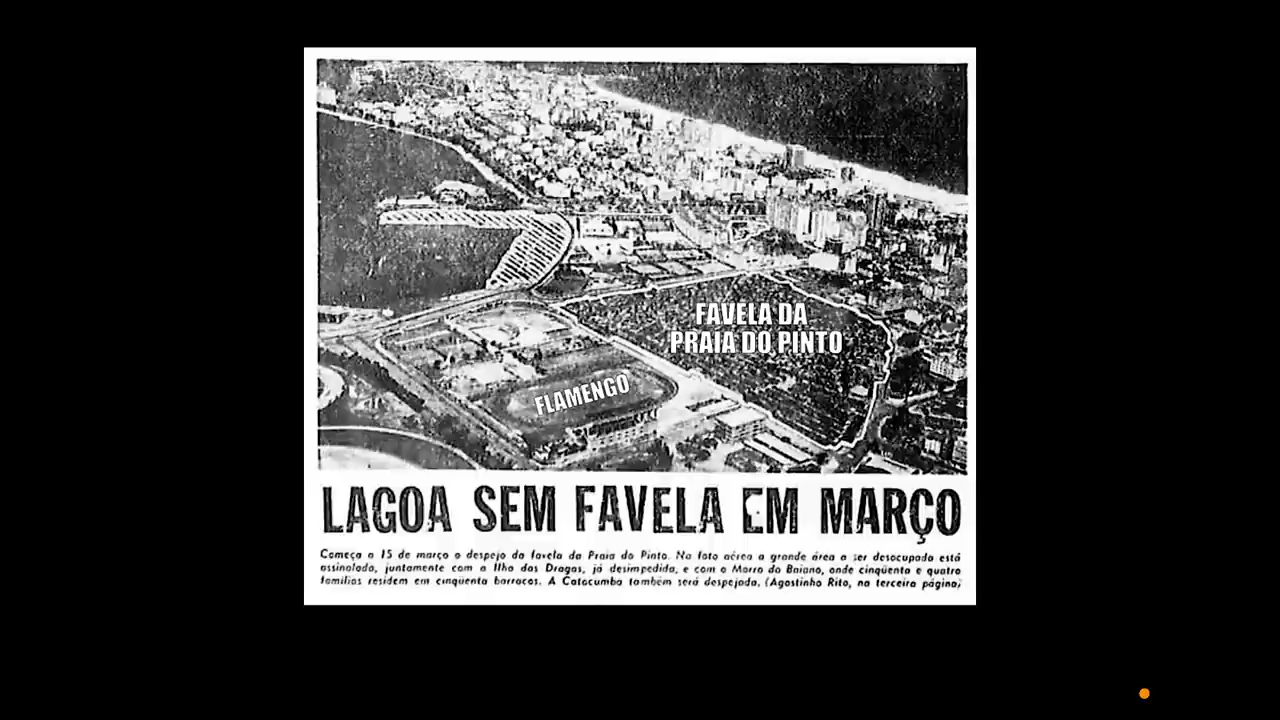 FAVELA DA
PRAIA DO PINTO
FLAMENGO
LAGOA SEM FAVELA EM MARÇO
Começa a 15 de março o despejo da favela da Praia do Pinto. Na foto aérea a grande área a ser desocupada está
assinalada, juntamente com a Ilha das Dragas, já desimpedida, e com o Morro do Baiano, onde cinqüenta e quatro
famílias residem em cinqüenta barracos. A Catacumba também será despejada. (Agostinho Rito, na terceira página)